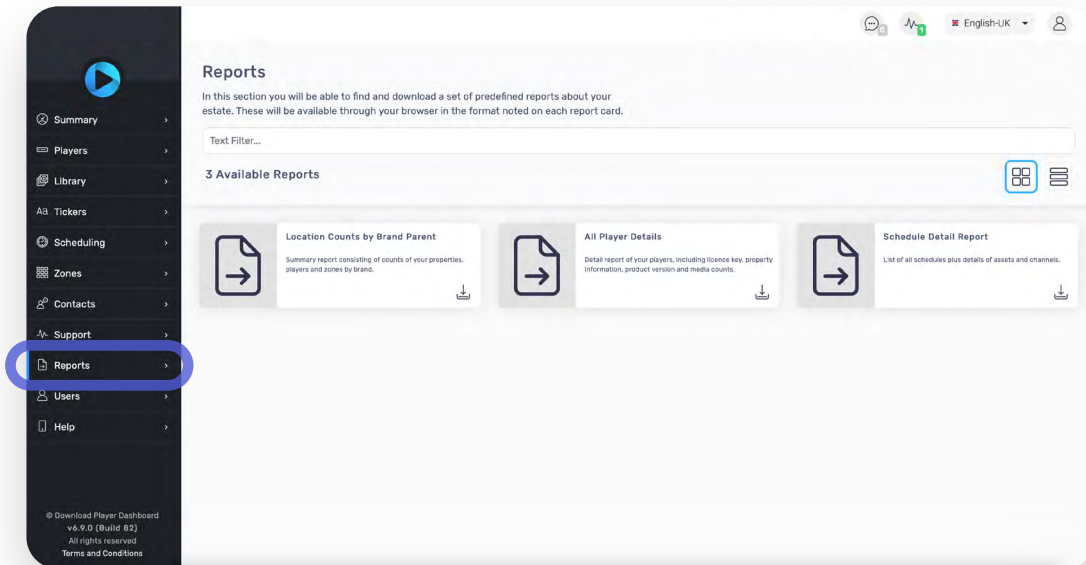 0
1
English-UK
Reports
In this section you will be able to find and download a set of predefined reports about your
estate. These will be available through your browser in the format noted on each report card.
Text Filter...
3 Available Reports
Summary
Players
Library
Aa Tickers
Scheduling
Zones
Contacts
Support
Reports
Users
Help
Location Counts by Brand Parent
Summary report consisting of counts of your properties,
players and zones by brand.
All Player Details
Detail report of your players, including licence key, property
information, product version and media counts.
Schedule Detail Report
List of all schedules plus details of assets and channels.
© Download Player Dashboard
v6.9.0 (Build 82)
All rights reserved
Terms and Conditions